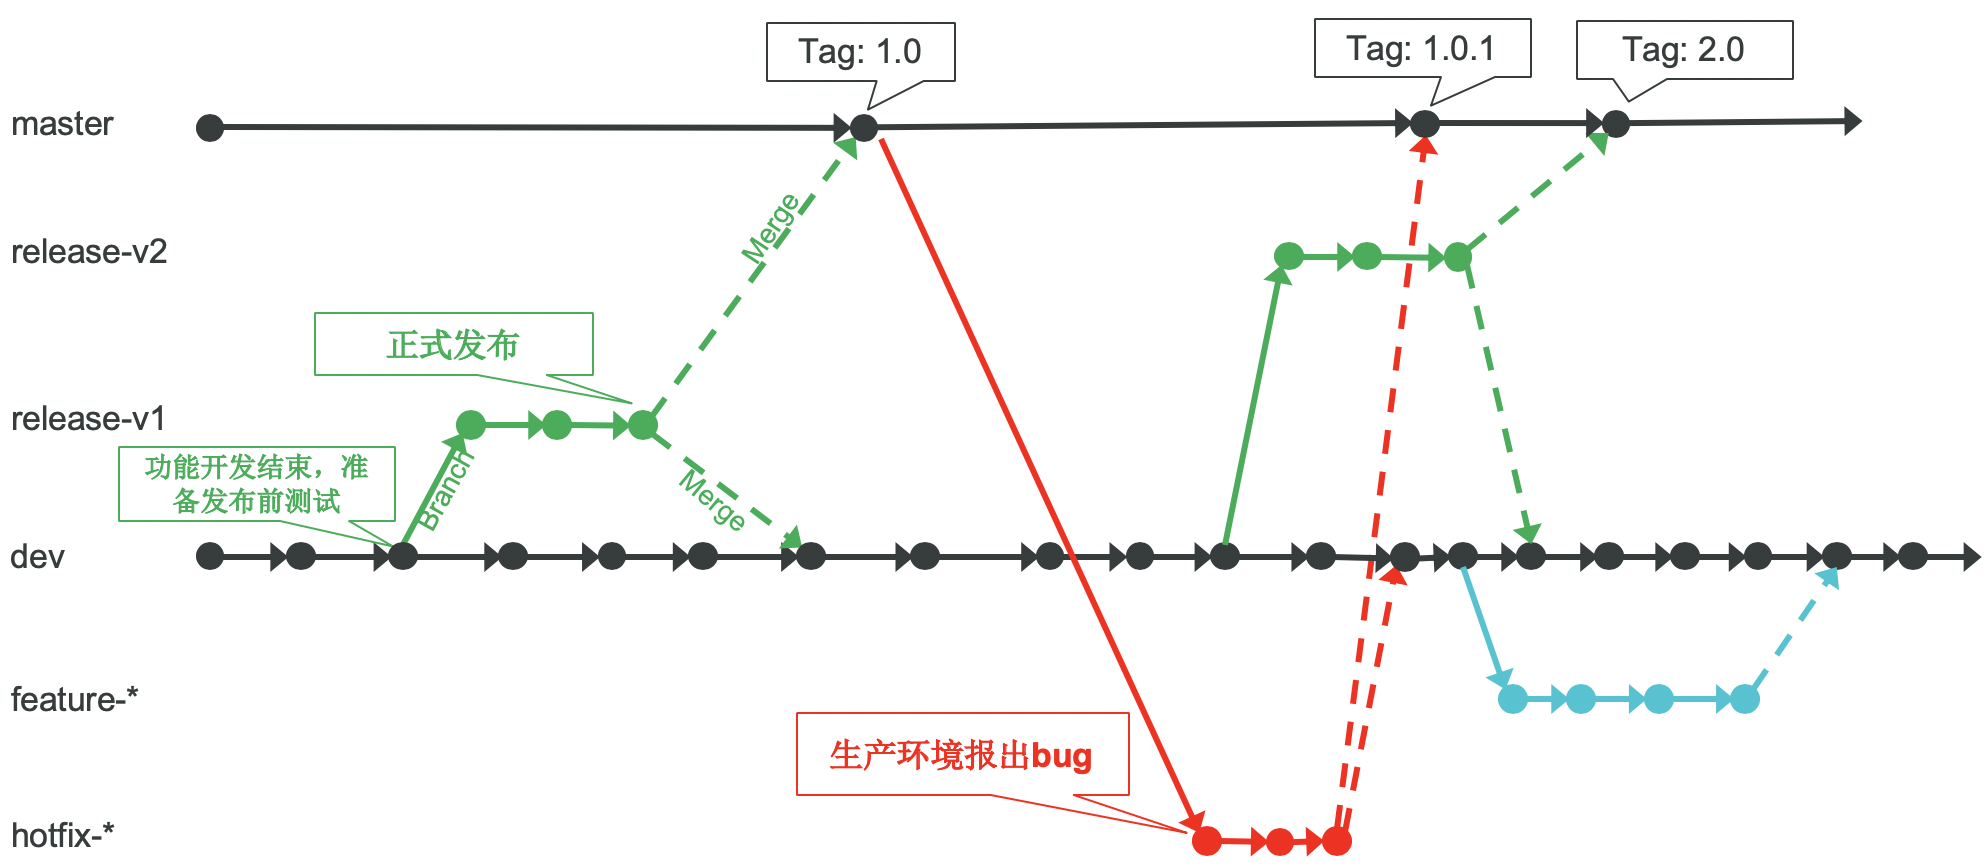 Tag: 1.0
Tag: 1.0.1
Tag: 2.0
master
Merge
release-v2
正式发布
release-v1
功能开发结束，准
备发布前测试
Branch
Merge
dev
feature-*
生产环境报出bug
hotfix-*